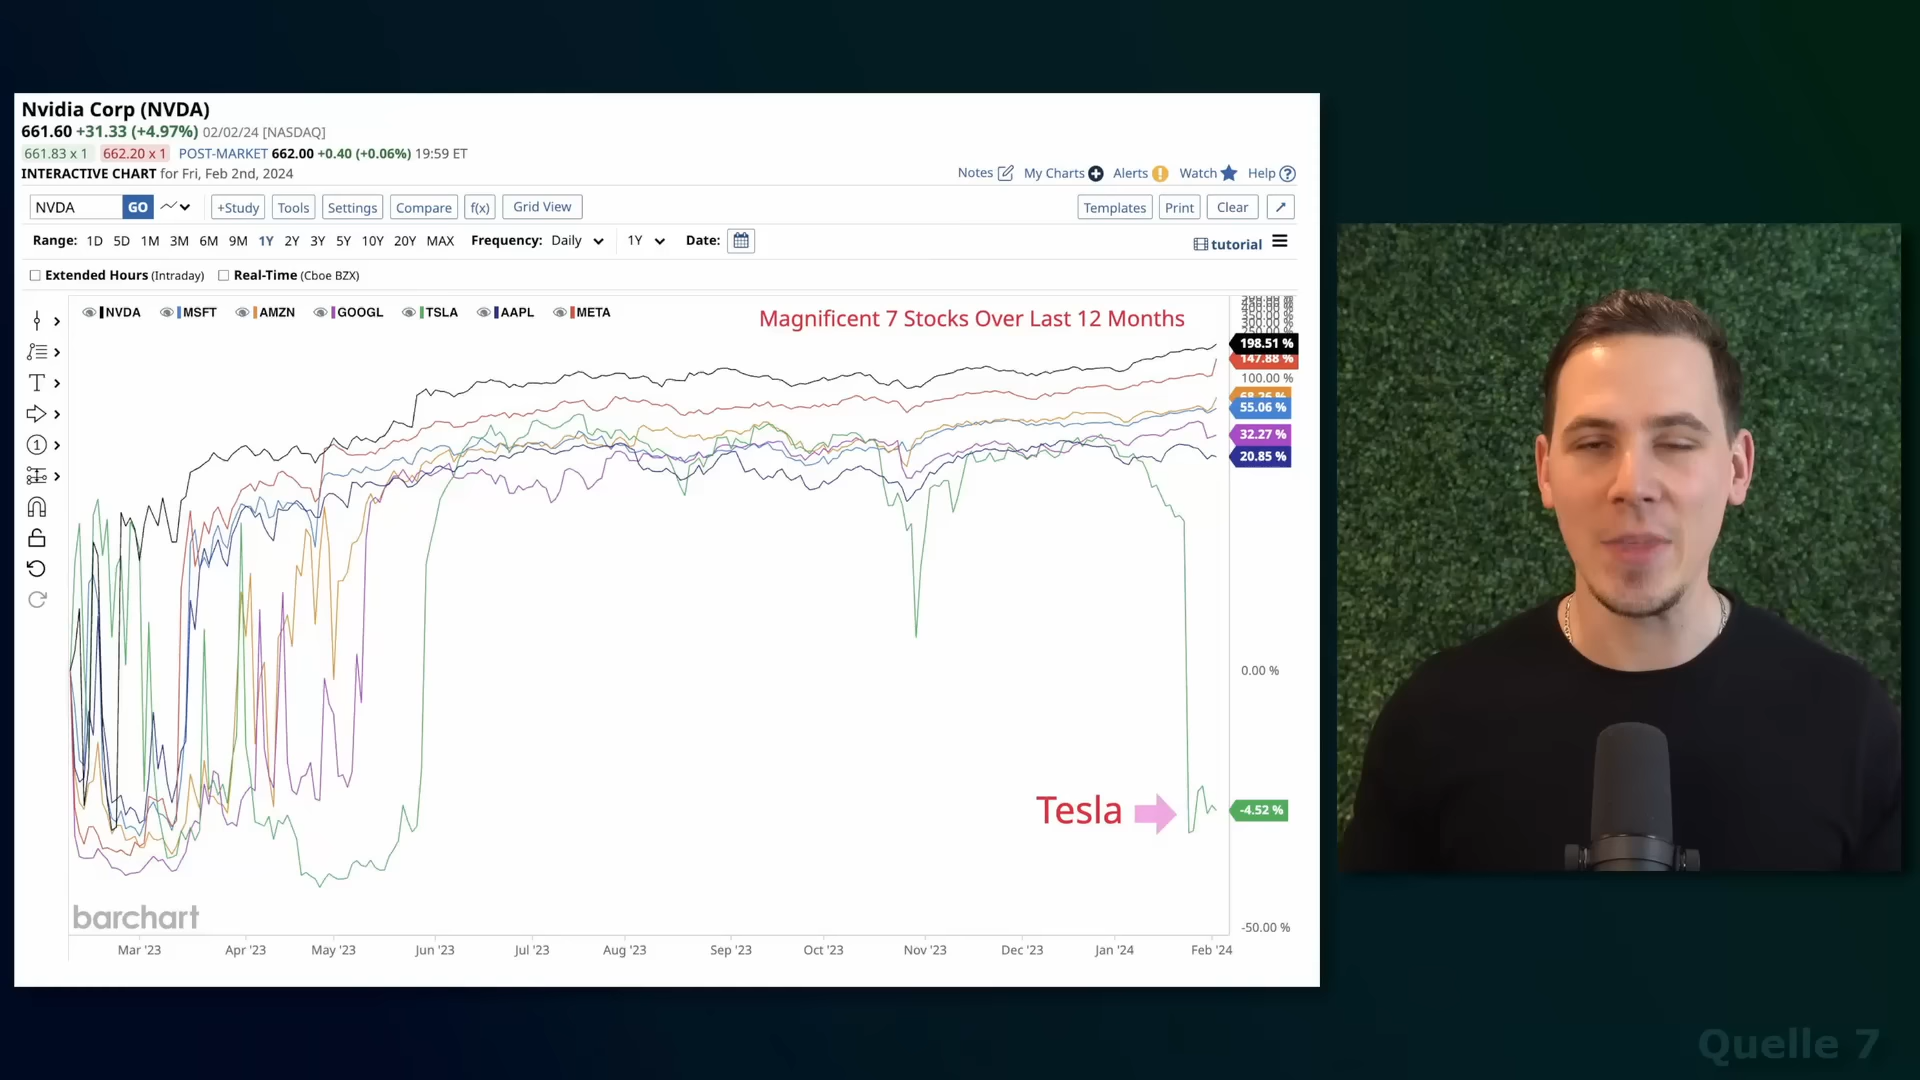 Nvidia Corp (NVDA)
661.60 +31.33 (+4.97%) 02/02/24 [NASDAQ]
661.83 x 1 662.20 x 1 POST-MARKET 662.00 +0.40 (+0.06%) 19:59 ET
INTERACTIVE CHART for Fri, Feb 2nd, 2024
Notes My Charts Alerts Watch Help
NVDA GO +Study Tools Settings Compare f(x) Grid View Templates Print Clear
Range: 1D 5D 1M 3M 6M 9M 1Y 2Y 3Y 5Y 10Y 20Y MAX Frequency: Daily 1Y Date: tutorial
Extended Hours (Intraday) Real-Time (Cboe BZX)
NVDA MSFT AMZN GOOGL TSLA AAPL META
Magnificent 7 Stocks Over Last 12 Months
198.51 %
147.88 %
100.00 %
68.26 %
55.06 %
32.27 %
20.85 %
0.00 %
Tesla
-4.52 %
barchart
-50.00 %
Mar '23 Apr '23 May '23 Jun '23 Jul '23 Aug '23 Sep '23 Oct '23 Nov '23 Dec '23 Jan '24 Feb '24
Quelle 7